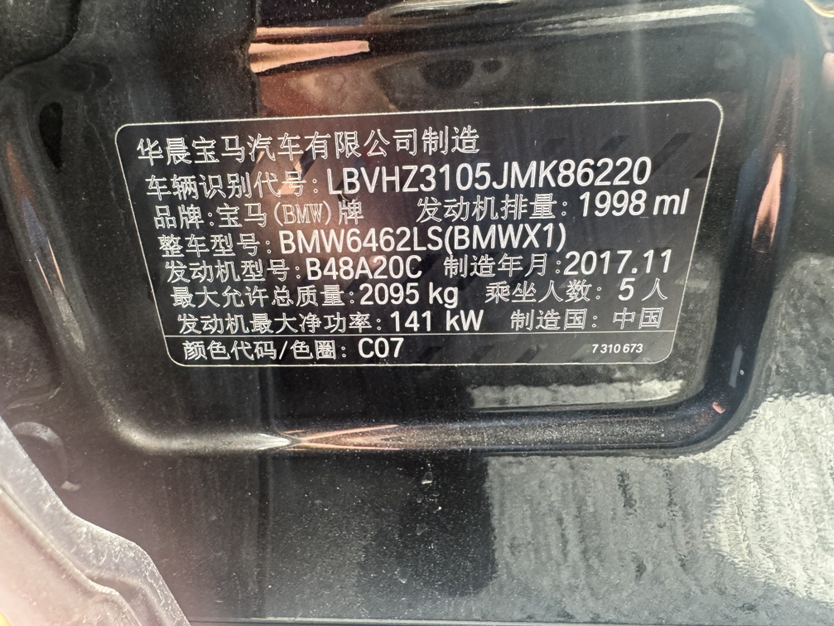 华晨宝马汽车有限公司制造
车辆识别代号: LBVHZ3105JMK86220
品牌:宝马(BMW)牌 发动机排量: 1998 ml
整车型号: BMW6462LS(BMWX1)
发动机型号: B48A20C 制造年月: 2017.11
最大允许总质量: 2095 kg 乘坐人数: 5 人
发动机最大净功率: 141 kW 制造国: 中国
颜色代码/色圈: C07 7 310 673